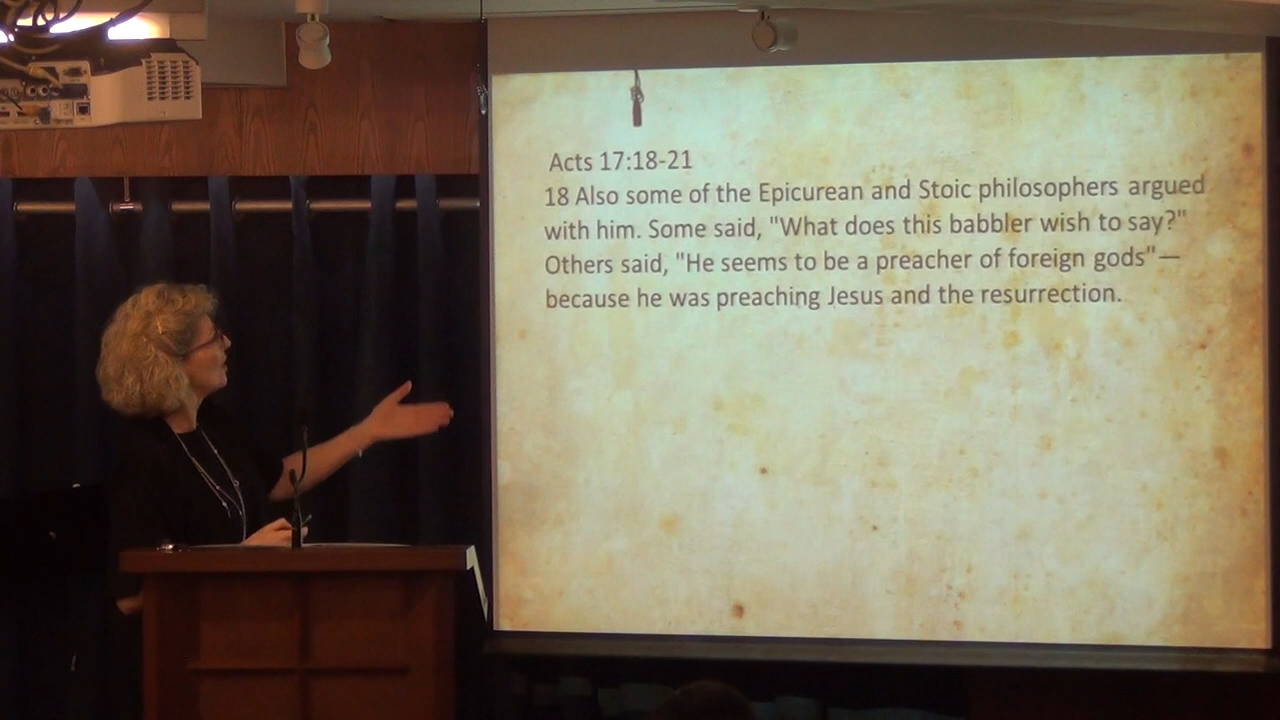 Acts 17:18-21
18 Also some of the Epicurean and Stoic philosophers argued
with him. Some said, "What does this babbler wish to say?"
Others said, "He seems to be a preacher of foreign gods"—
because he was preaching Jesus and the resurrection.